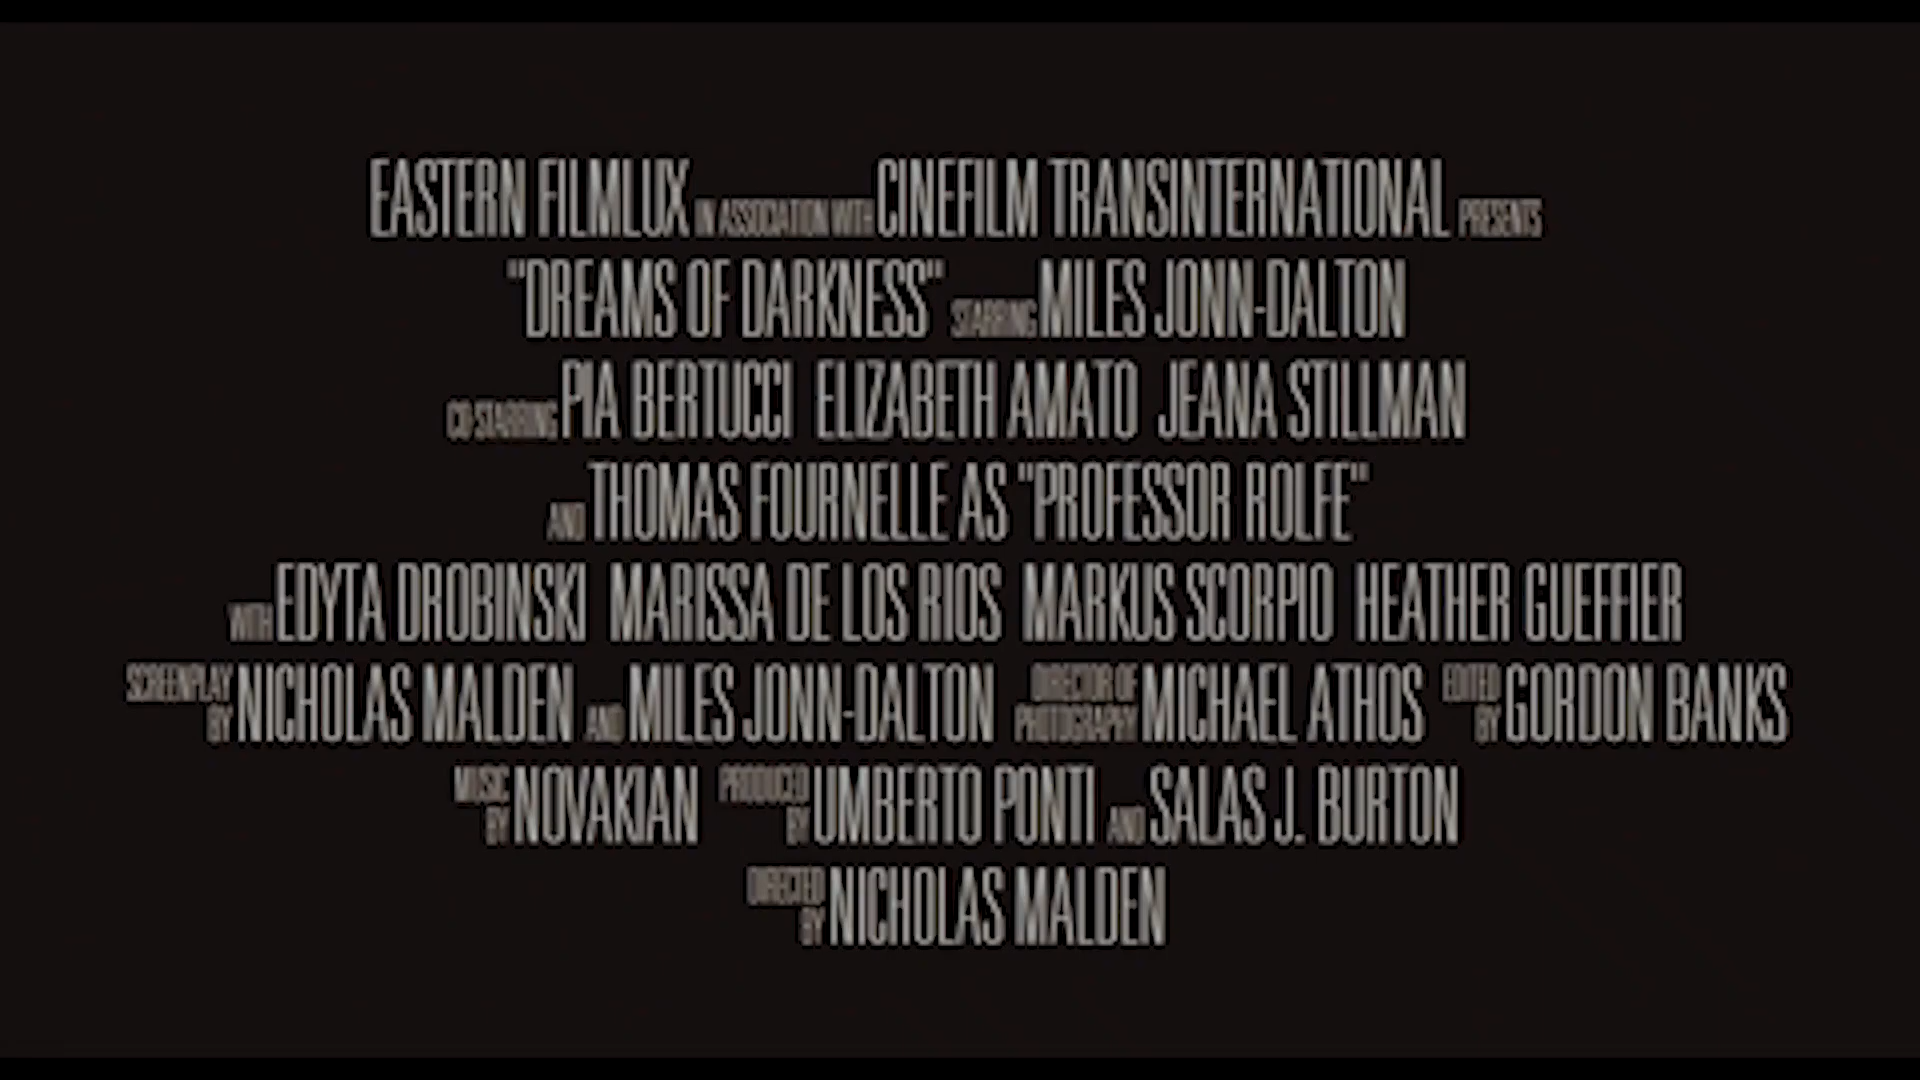 EASTERN FILMLUX IN ASSOCIATION WITH CINEFILM TRANSINTERNATIONAL PRESENTS
"DREAMS OF DARKNESS" STARRING MILES JONN-DALTON
CO STARRING PIA BERTUCCI ELIZABETH AMATO JEANA STILLMAN
AND THOMAS FOURNELLE AS "PROFESSOR ROLFE"
WITH EDYTA DROBINSKI MARISSA DE LOS RIOS MARKUS SCORPIO HEATHER GUEFFIER
SCREENPLAY BY NICHOLAS MALDEN AND MILES JONN-DALTON DIRECTOR OF PHOTOGRAPHY MICHAEL ATHOS EDITED BY GORDON BANKS
MUSIC BY NOVAKIAN PRODUCED BY UMBERTO PONTI AND SALAS J. BURTON
DIRECTED BY NICHOLAS MALDEN